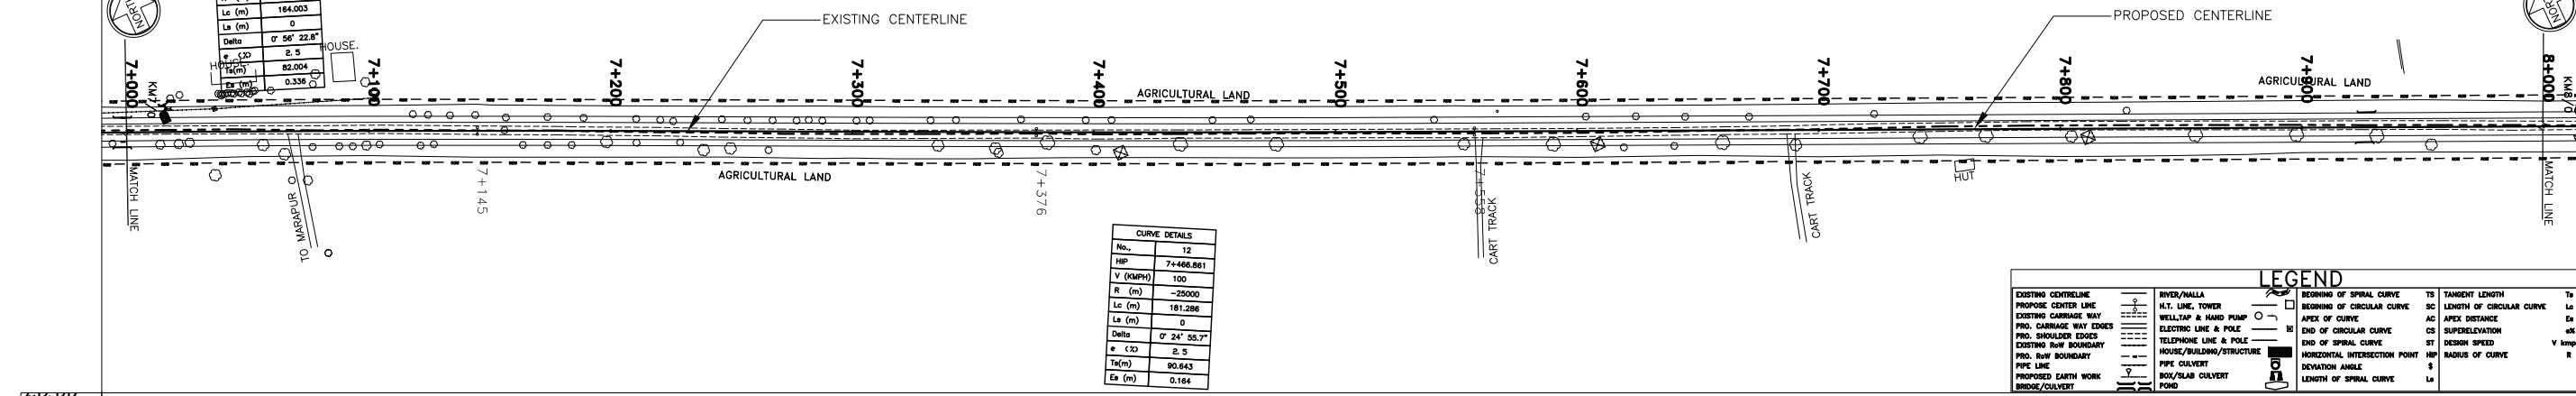 NORTH
Lc (m) 164.003
Ls (m) 0
Delta 0° 56' 22.8"
e (%) 2.5
Ts(m) 82.004
Es (m) 0.336
HOUSE.
HOUSE.
EXISTING CENTERLINE
PROPOSED CENTERLINE
7+000
KM7
7+100
7+200
7+300
7+400
7+500
7+600
7+700
7+800
7+900
8+000
KM8/0
AGRICULTURAL LAND
AGRICULTURAL LAND
AGRICULTURAL LAND
MATCH LINE
TO MARAPUR
7+145
7+376
7+558
CART TRACK
CART TRACK
HUT
MATCH LINE
CURVE DETAILS
No., 12
HIP 7+466.861
V (KMPH) 100
R (m) -25000
Lc (m) 181.286
Ls (m) 0
Delta 0° 24' 55.7"
e (%) 2.5
Ts(m) 90.643
Es (m) 0.164
LEGEND
EXISTING CENTRELINE
PROPOSE CENTER LINE
EXISTING CARRIAGE WAY
PRO. CARRIAGE WAY EDGES
PRO. SHOULDER EDGES
EXISTING RoW BOUNDARY
PRO. RoW BOUNDARY
PIPE LINE
PROPOSED EARTH WORK
BRIDGE/CULVERT
RIVER/NALLA
H.T. LINE, TOWER
WELL,TAP & HAND PUMP
ELECTRIC LINE & POLE
TELEPHONE LINE & POLE
HOUSE/BUILDING/STRUCTURE
PIPE CULVERT
BOX/SLAB CULVERT
POND
BEGINING OF SPIRAL CURVE TS
BEGINING OF CIRCULAR CURVE SC
APEX OF CURVE AC
END OF CIRCULAR CURVE CS
END OF SPIRAL CURVE ST
HORIZONTAL INTERSECTION POINT HIP
DEVIATION ANGLE $
LENGTH OF SPIRAL CURVE Ls
TANGENT LENGTH Ts
LENGTH OF CIRCULAR CURVE Lc
APEX DISTANCE Es
SUPERELEVATION e%
DESIGN SPEED V kmp
RADIUS OF CURVE R